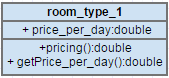 room_type_1
+ price_per_day:double
+pricing():double
+ getPrice_per_day():double